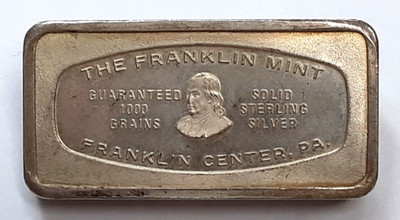 THE FRANKLIN MINT
GUARANTEED
1000
GRAINS
SOLID
STERLING
SILVER
FRANKLIN CENTER, PA.